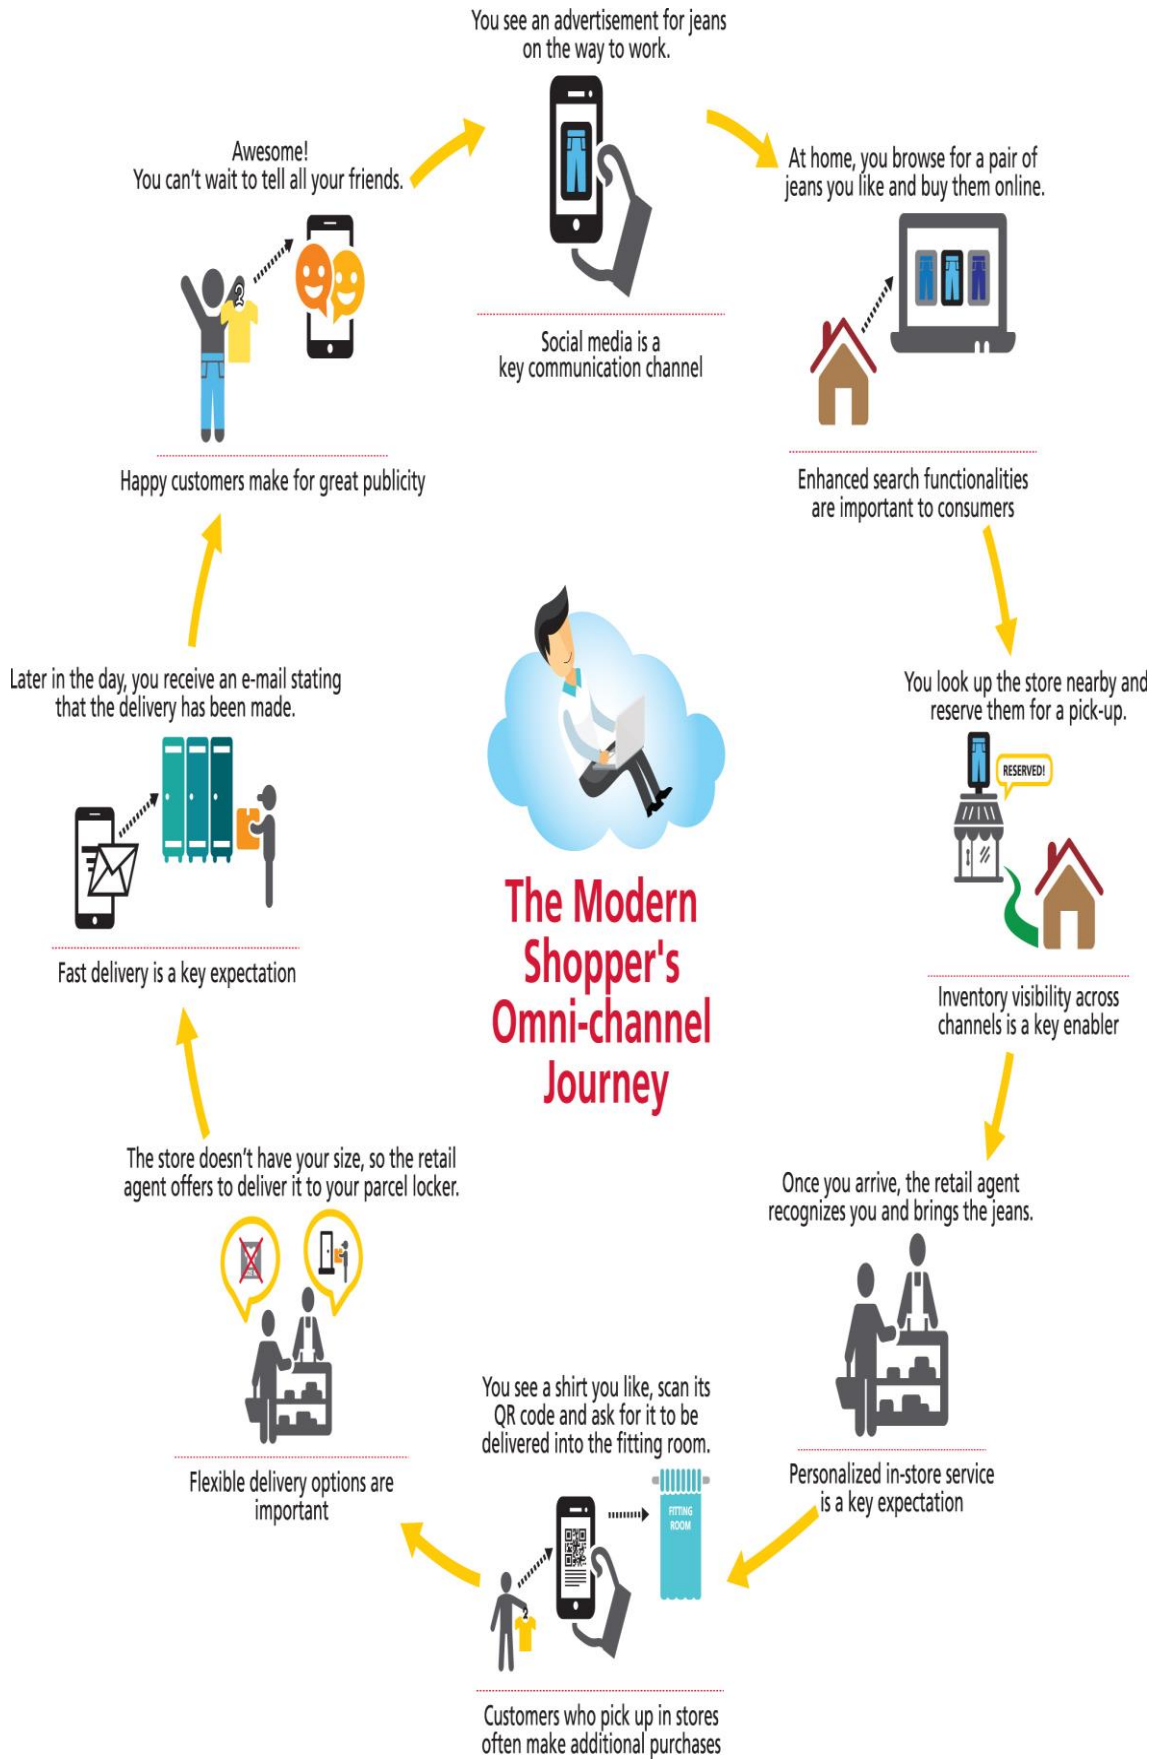 You see an advertisement for jeans
on the way to work.
Social media is a
key communication channel
At home, you browse for a pair of
jeans you like and buy them online.
Enhanced search functionalities
are important to consumers
You look up the store nearby and
reserve them for a pick-up.
RESERVED!
Inventory visibility across
channels is a key enabler
Once you arrive, the retail agent
recognizes you and brings the jeans.
Personalized in-store service
is a key expectation
You see a shirt you like, scan its
QR code and ask for it to be
delivered into the fitting room.
FITTING
ROOM
Customers who pick up in stores
often make additional purchases
The store doesn't have your size, so the retail
agent offers to deliver it to your parcel locker.
Flexible delivery options are
important
Later in the day, you receive an e-mail stating
that the delivery has been made.
Fast delivery is a key expectation
Awesome!
You can't wait to tell all your friends.
Happy customers make for great publicity
The Modern
Shopper's
Omni-channel
Journey